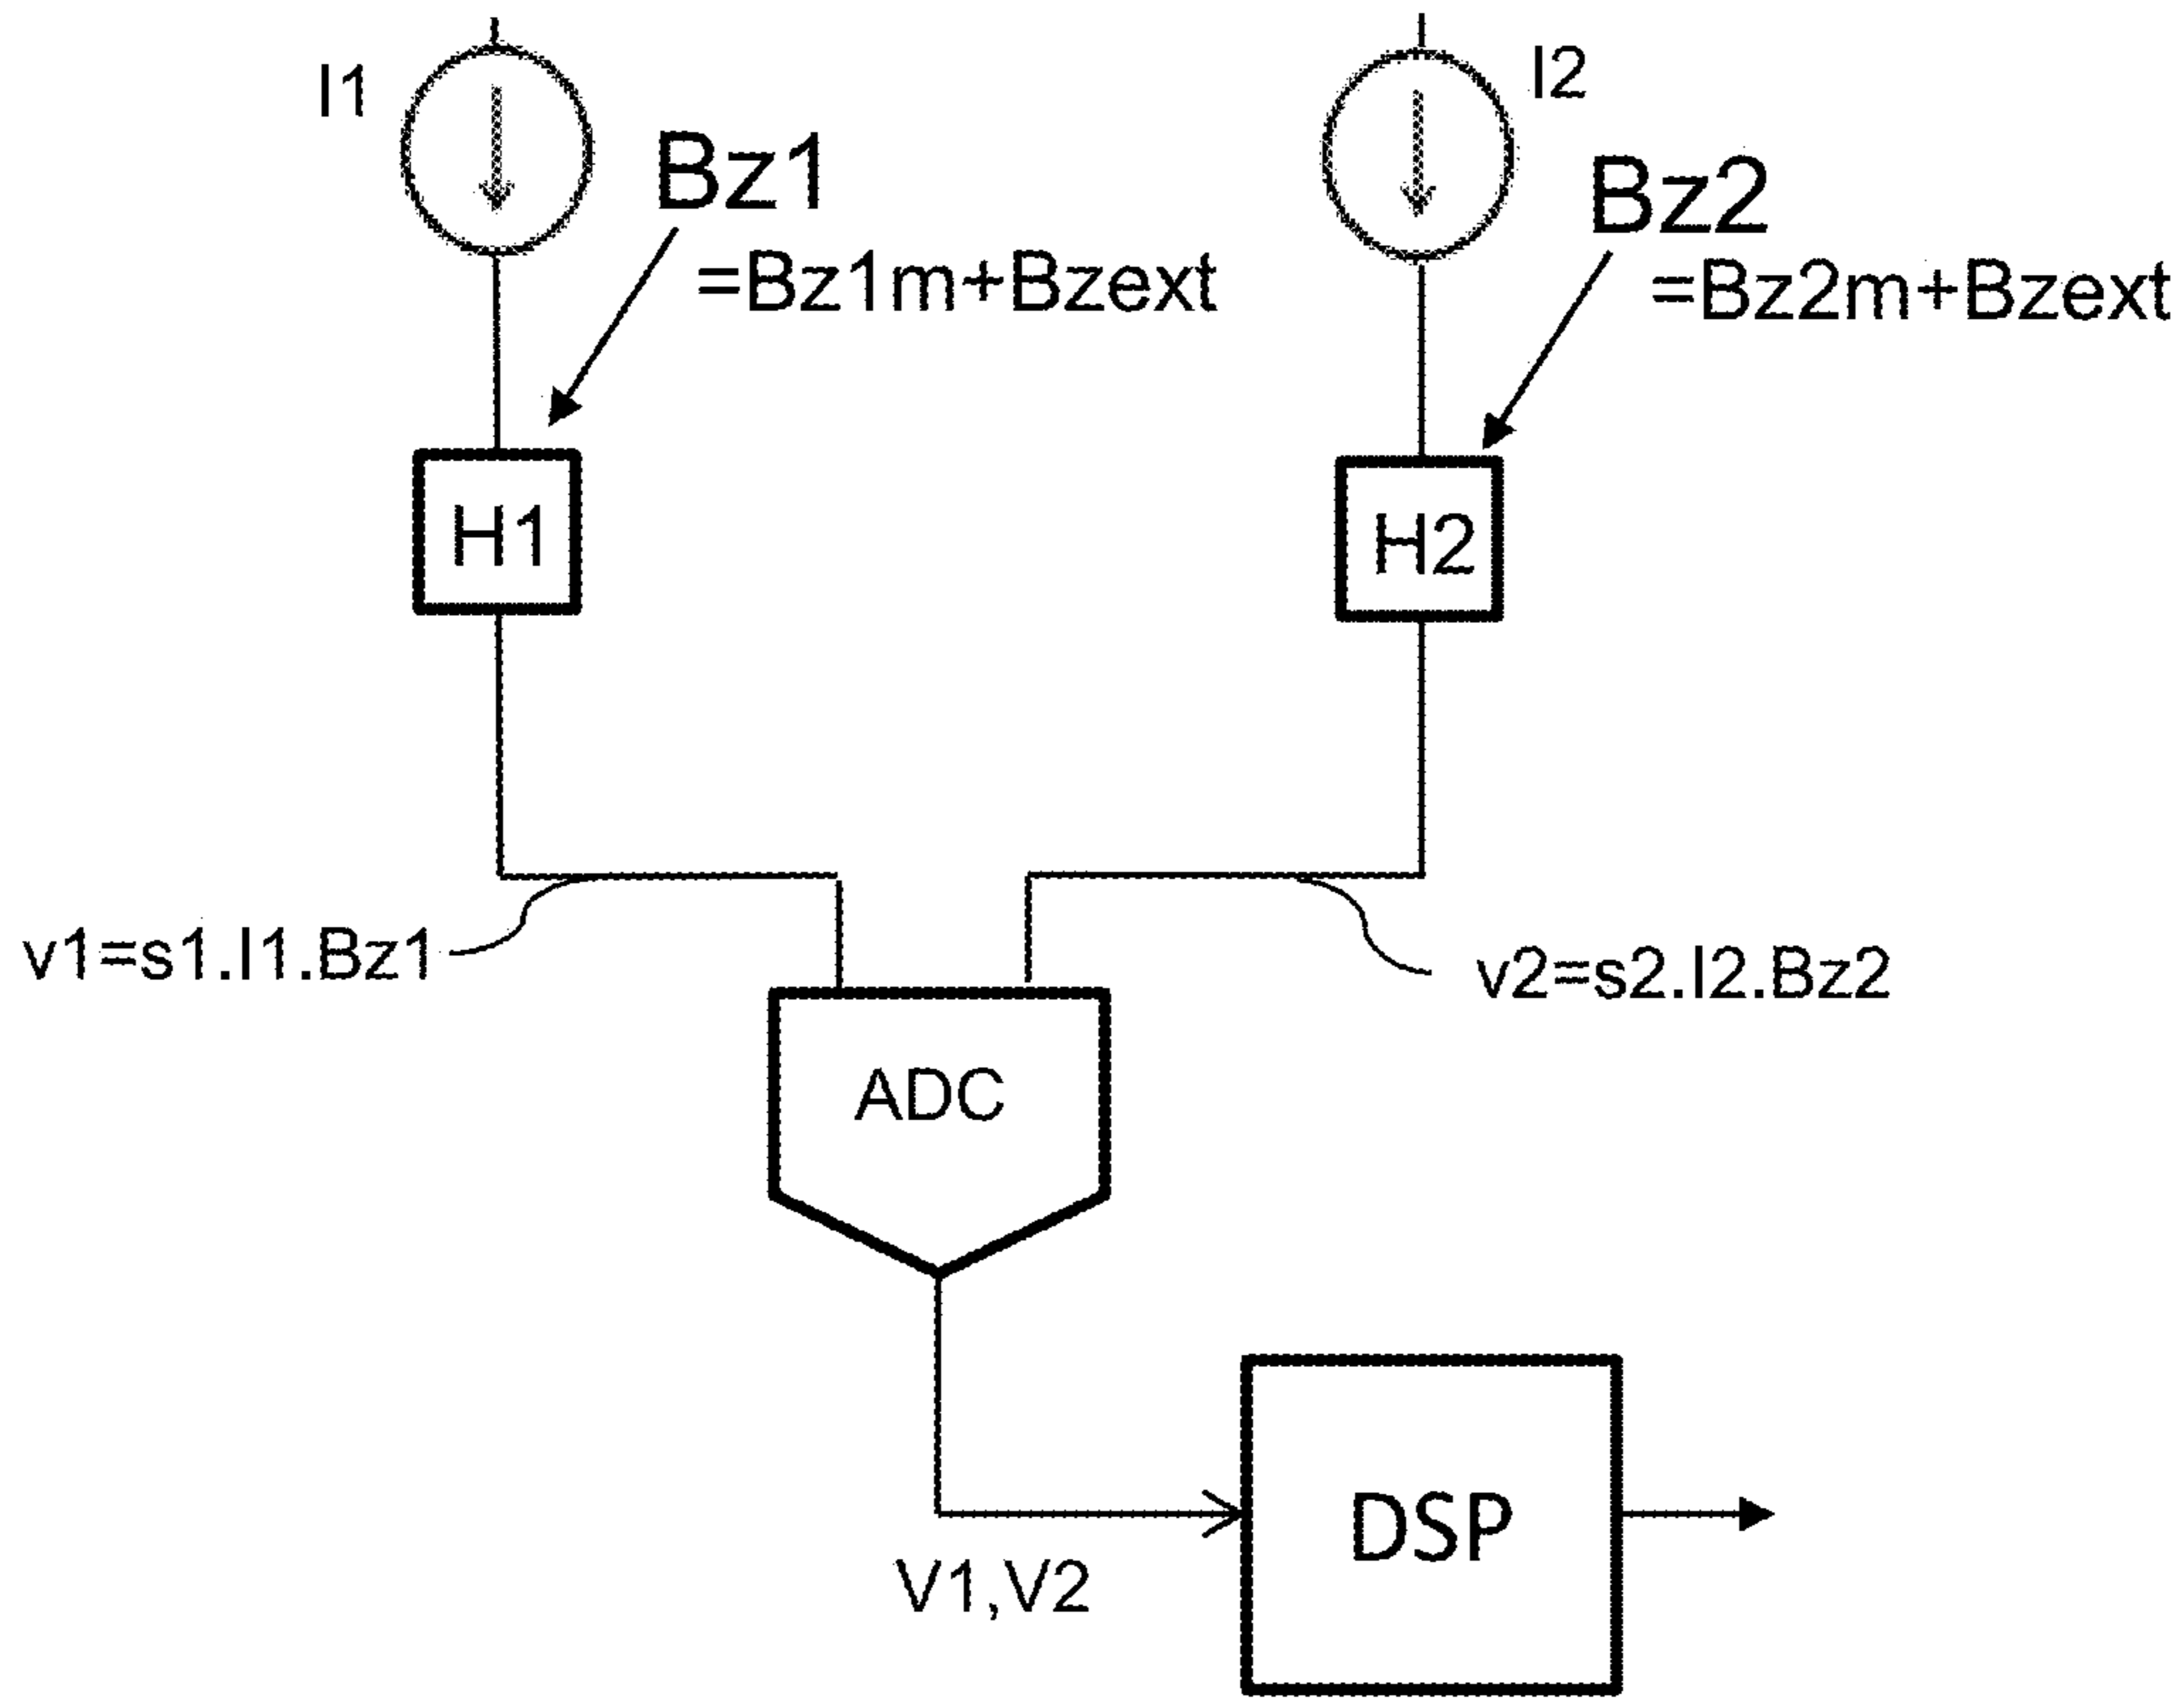 I1
I2
Bz1
=Bz1m+Bzext
Bz2
=Bz2m+Bzext
H1
H2
v1=s1.I1.Bz1
v2=s2.I2.Bz2
ADC
V1,V2
DSP